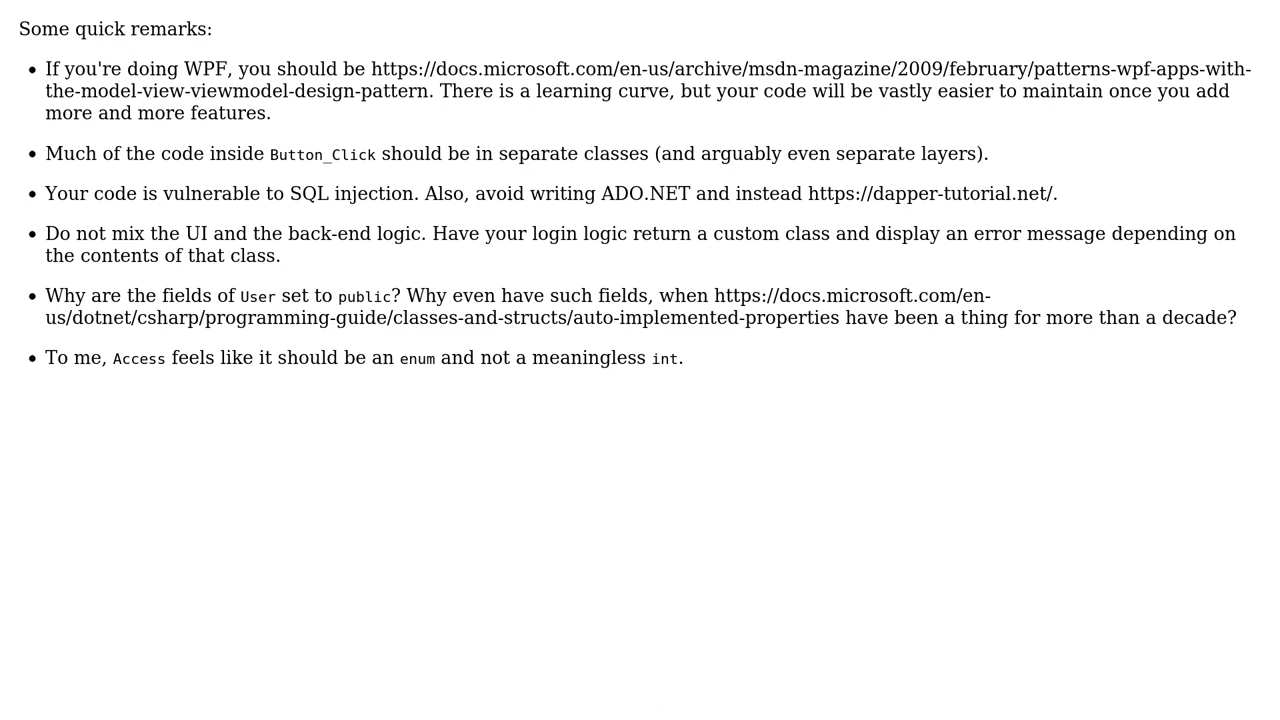 Some quick remarks:
• If you're doing WPF, you should be https://docs.microsoft.com/en-us/archive/msdn-magazine/2009/february/patterns-wpf-apps-with-
the-model-view-viewmodel-design-pattern. There is a learning curve, but your code will be vastly easier to maintain once you add
more and more features.
• Much of the code inside Button_Click should be in separate classes (and arguably even separate layers).
• Your code is vulnerable to SQL injection. Also, avoid writing ADO.NET and instead https://dapper-tutorial.net/.
• Do not mix the UI and the back-end logic. Have your login logic return a custom class and display an error message depending on
the contents of that class.
• Why are the fields of User set to public? Why even have such fields, when https://docs.microsoft.com/en-
us/dotnet/csharp/programming-guide/classes-and-structs/auto-implemented-properties have been a thing for more than a decade?
• To me, Access feels like it should be an enum and not a meaningless int.